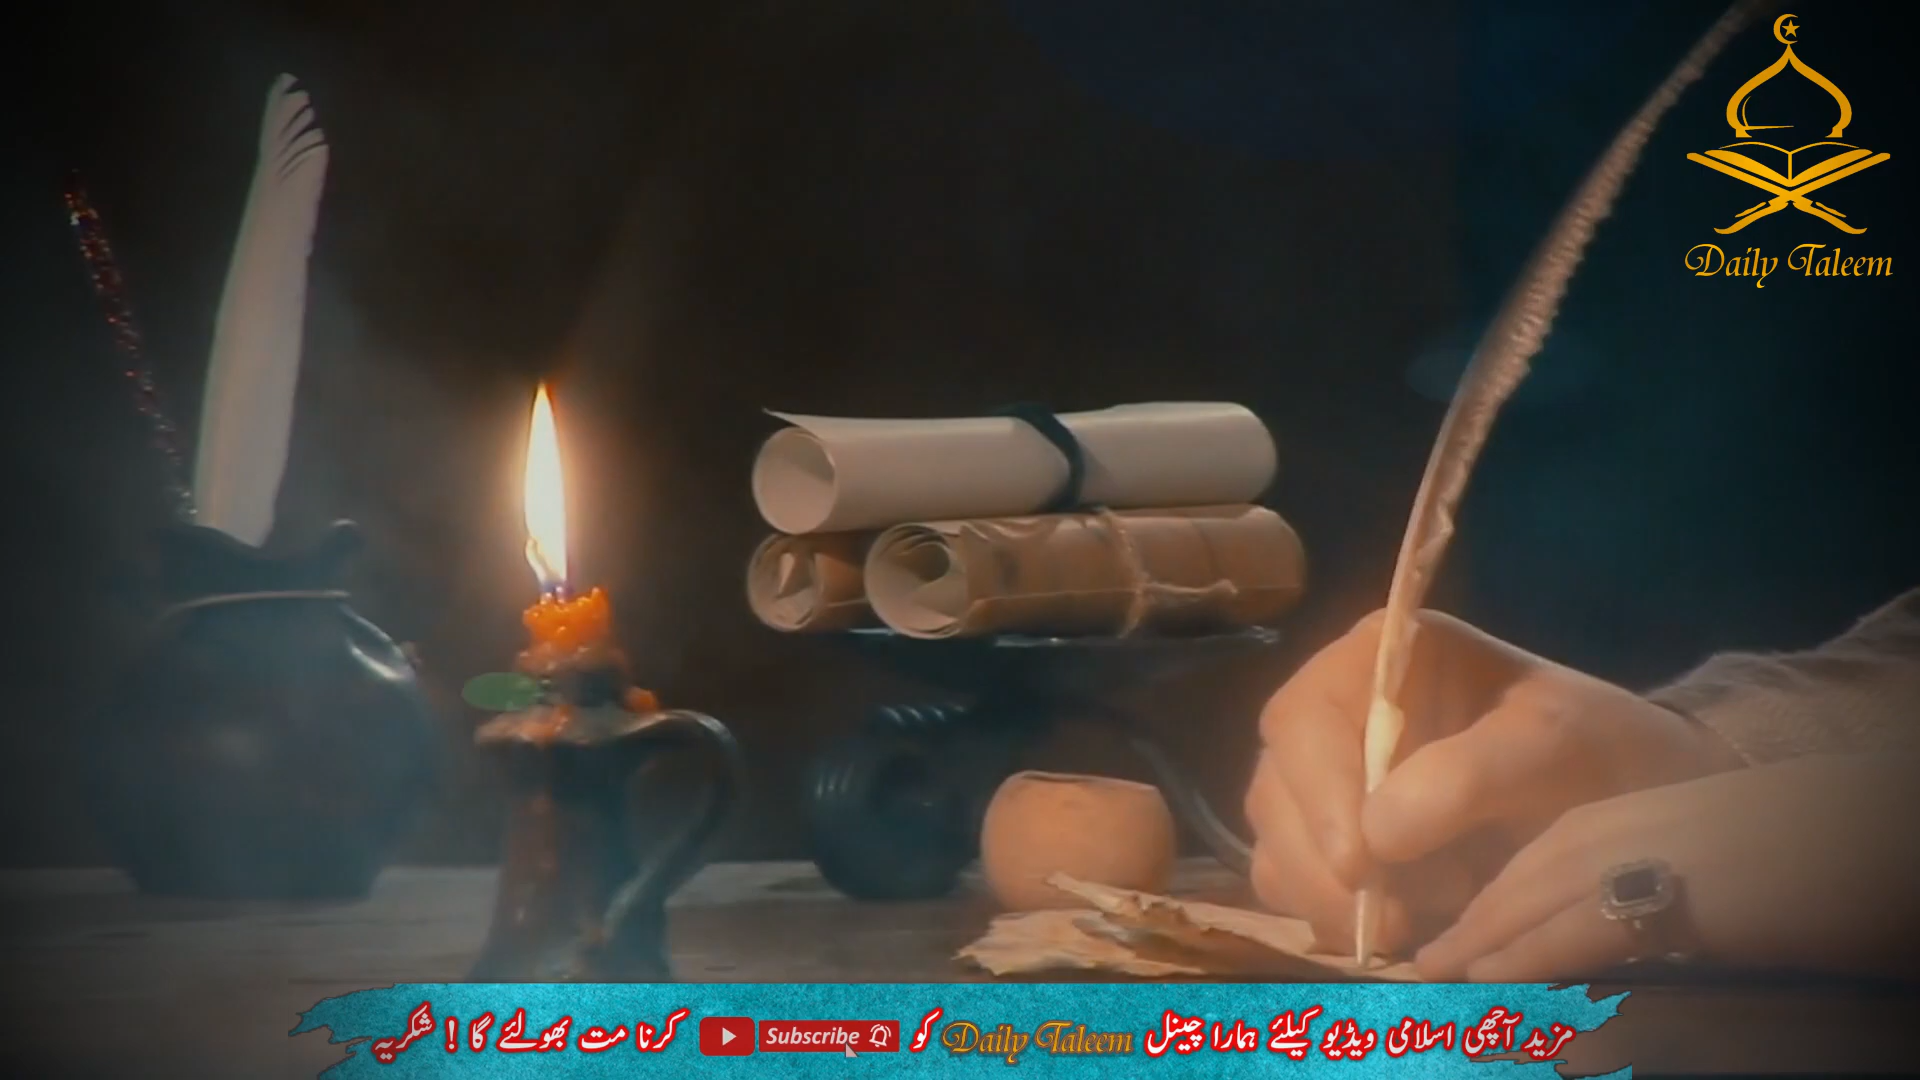 Daily Taleem
مزید آچھی اسلامی ویڈیو کیلئے ہمارا چینل Daily Taleem کو Subscribe کرنا مت بھولئے گا ! شکریہ